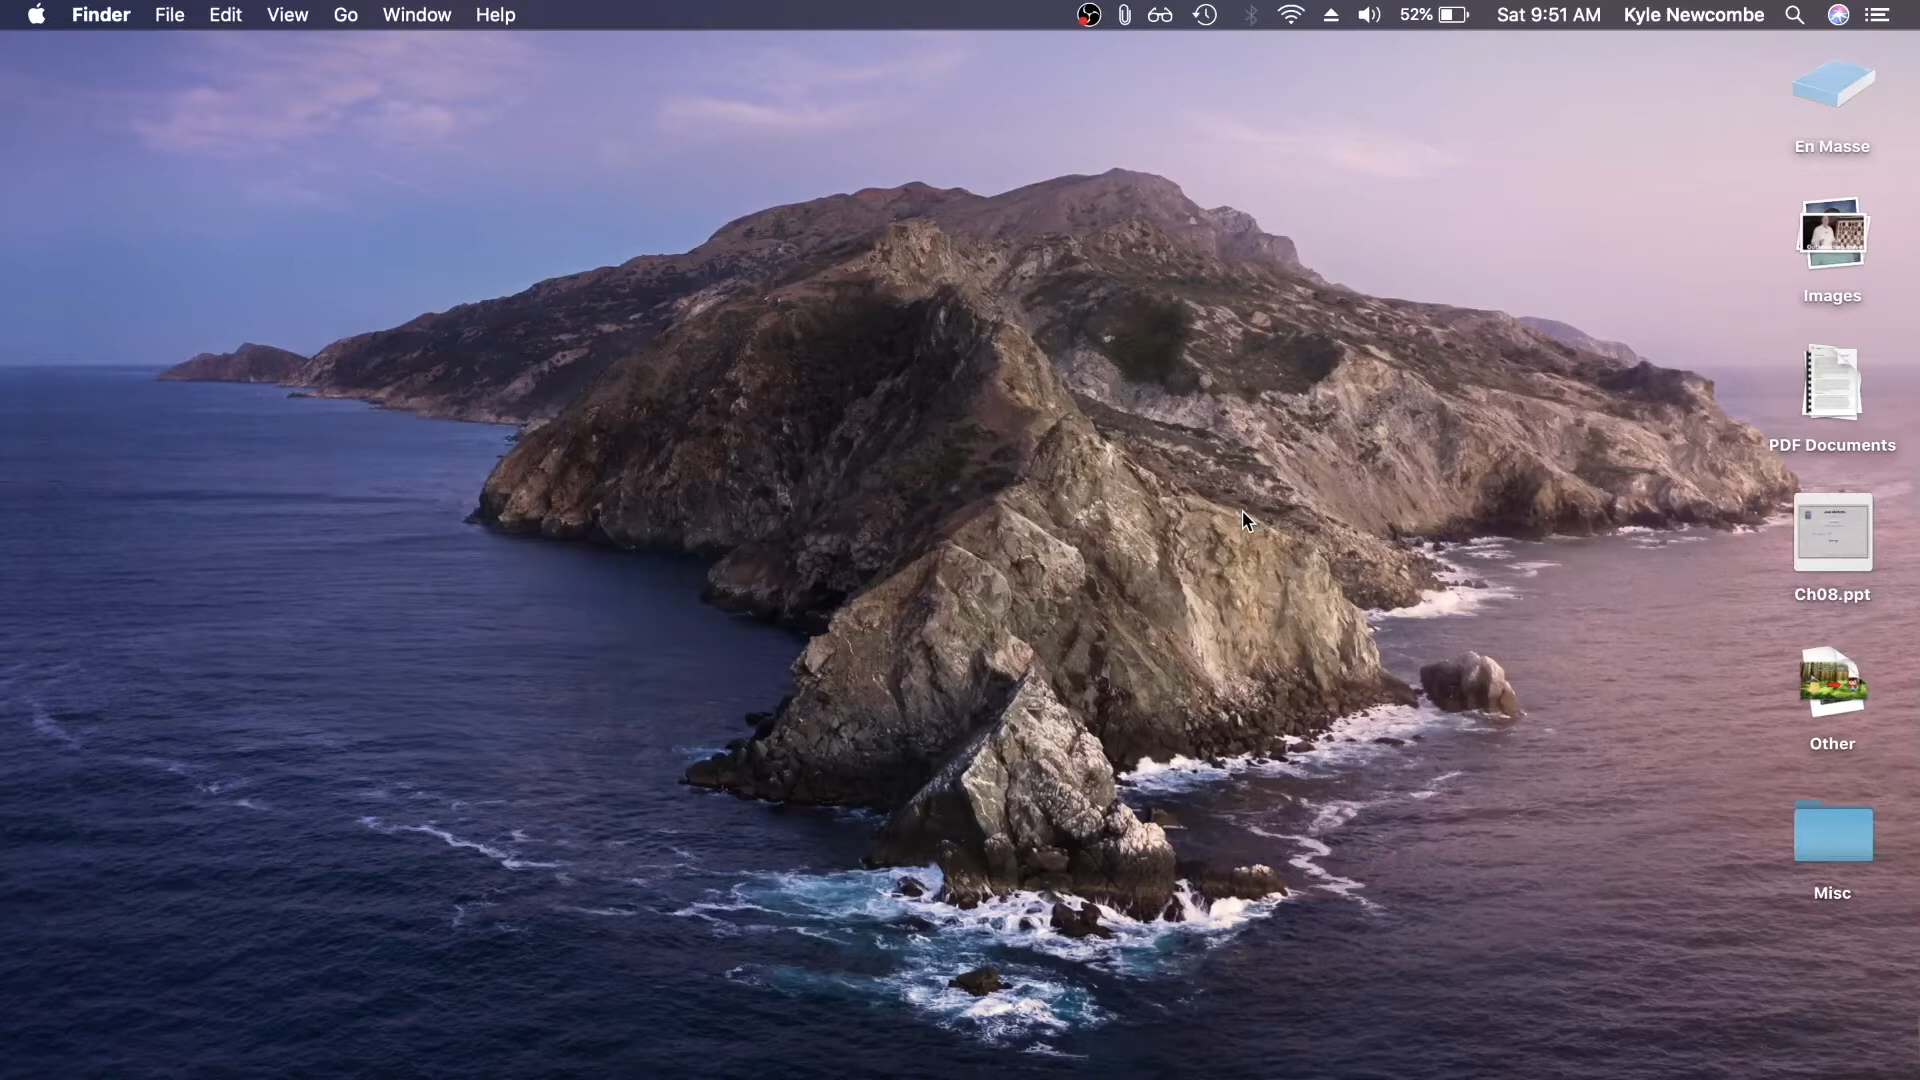 Finder File Edit View Go Window Help 52% Sat 9:51 AM Kyle Newcombe
En Masse
Images
PDF Documents
Ch08.ppt
Other
Misc